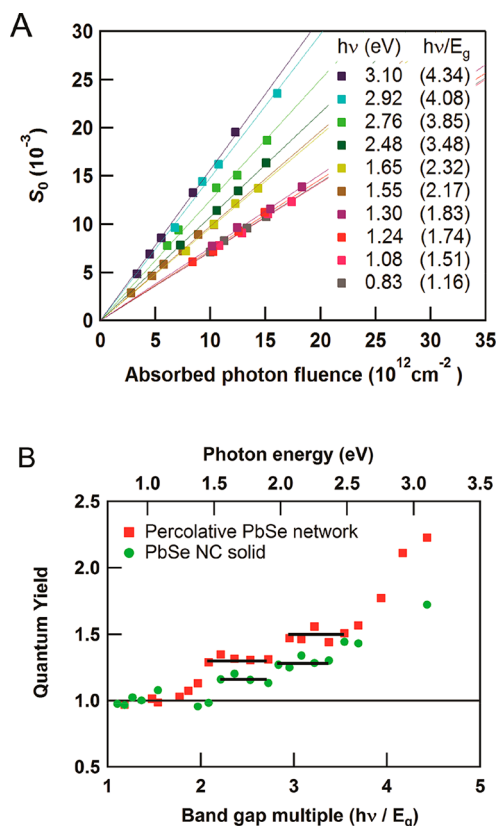 A
30
25
20
15
10
5
0
S₀ (10⁻³)
hν (eV) hν/E_g
3.10 (4.34)
2.92 (4.08)
2.76 (3.85)
2.48 (3.48)
1.65 (2.32)
1.55 (2.17)
1.30 (1.83)
1.24 (1.74)
1.08 (1.51)
0.83 (1.16)
0 5 10 15 20 25 30 35
Absorbed photon fluence (10¹²cm⁻²)
B
Photon energy (eV)
1.0 1.5 2.0 2.5 3.0 3.5
2.5
2.0
1.5
1.0
0.5
Quantum Yield
Percolative PbSe network
PbSe NC solid
1 2 3 4 5
Band gap multiple (hν / E_g)